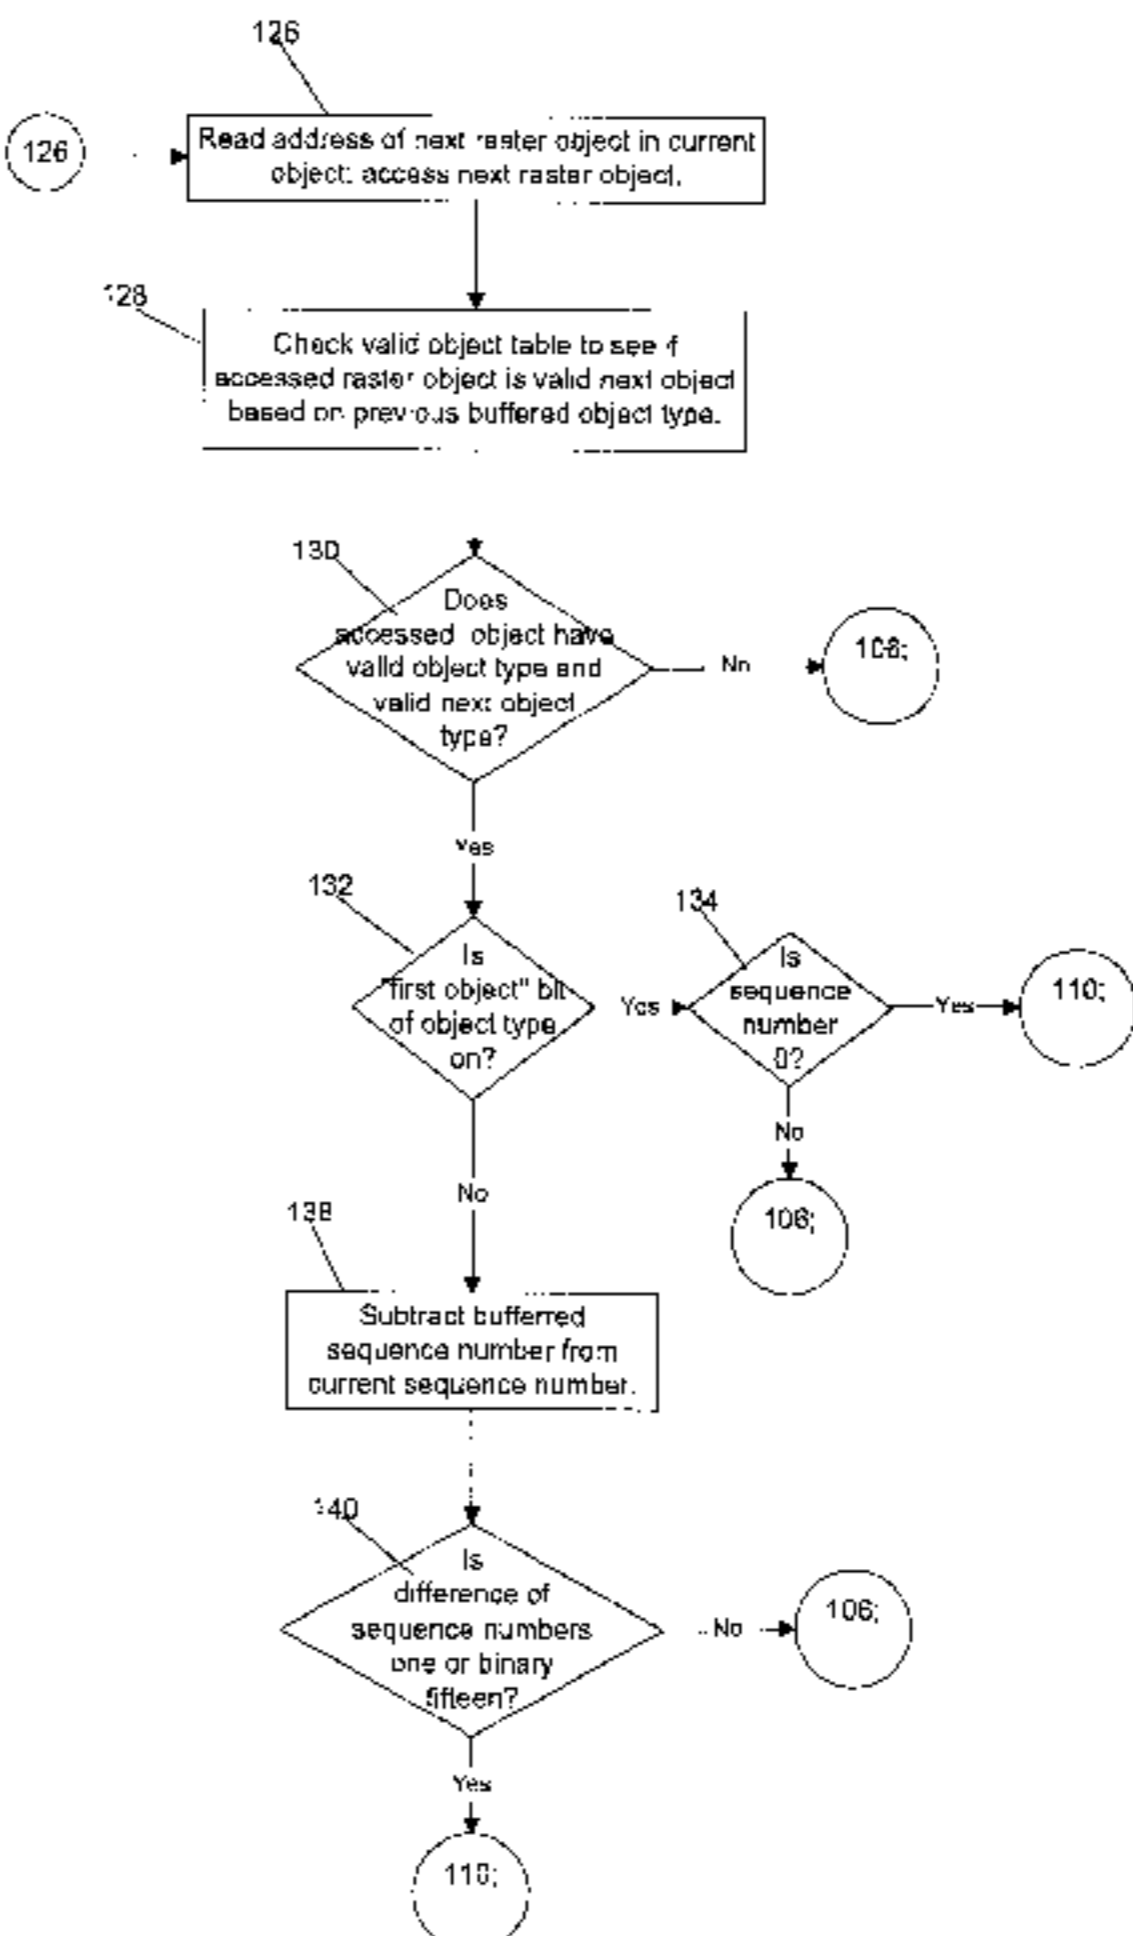 126
126
Read address of next raster object in current
object; access next raster object.
128
Check valid object table to see if
accessed raster object is valid next object
based on previous buffered object type.
130
Does
accessed object have
valid object type and
valid next object
type?
No
106;
Yes
132
Is
"first object" bit
of object type
on?
Yes
134
Is
sequence
number
0?
Yes
110;
No
106;
No
138
Subtract bufferred
sequence number from
current sequence number.
140
Is
difference of
sequence numbers
one or binary
fifteen?
No
106;
Yes
110;